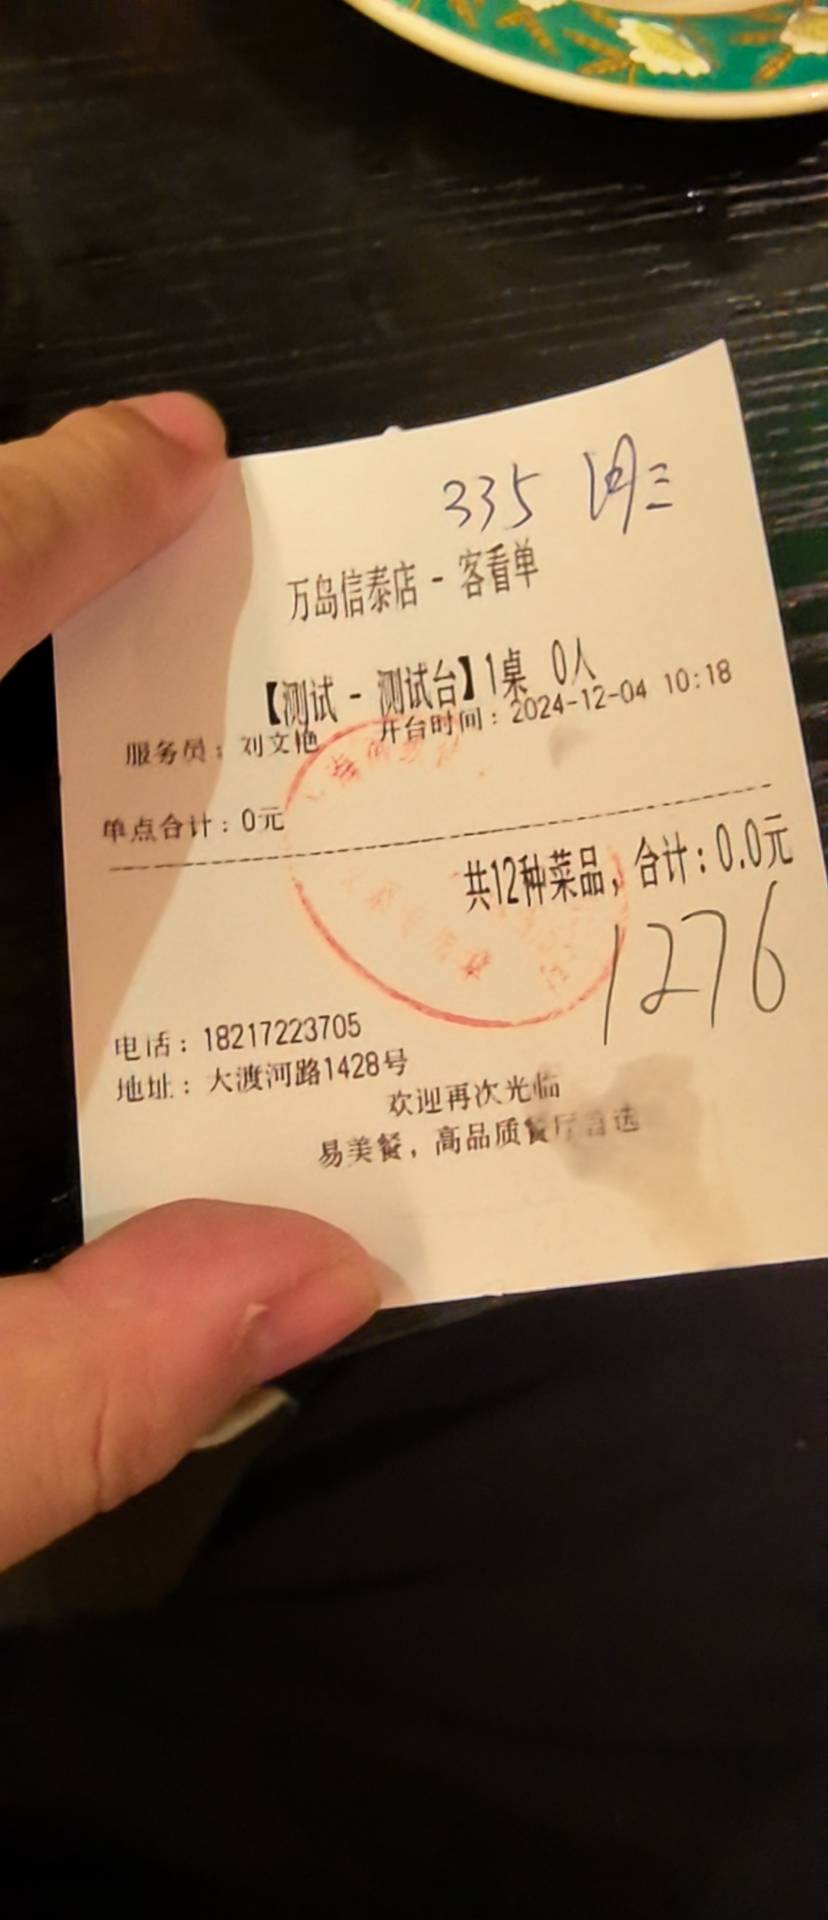 335
万岛信泰店 - 客看单
【测试 - 测试台】1桌 0人
服务员：刘文艳 开台时间：2024-12-04 10:18
单点合计：0元
共12种菜品，合计：0.0元
1276
电话：18217223705
地址：大渡河路1428号
欢迎再次光临
易美餐，高品质餐厅首选